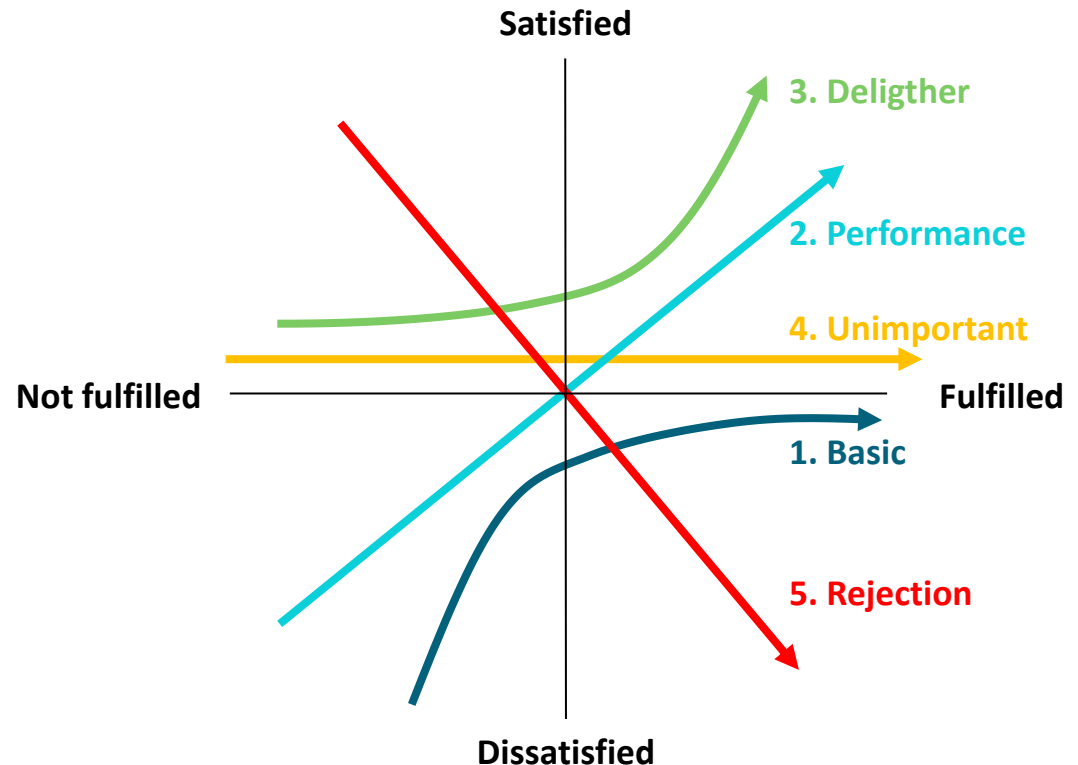 Satisfied
3. Deligther
2. Performance
4. Unimportant
Not fulfilled
Fulfilled
1. Basic
5. Rejection
Dissatisfied